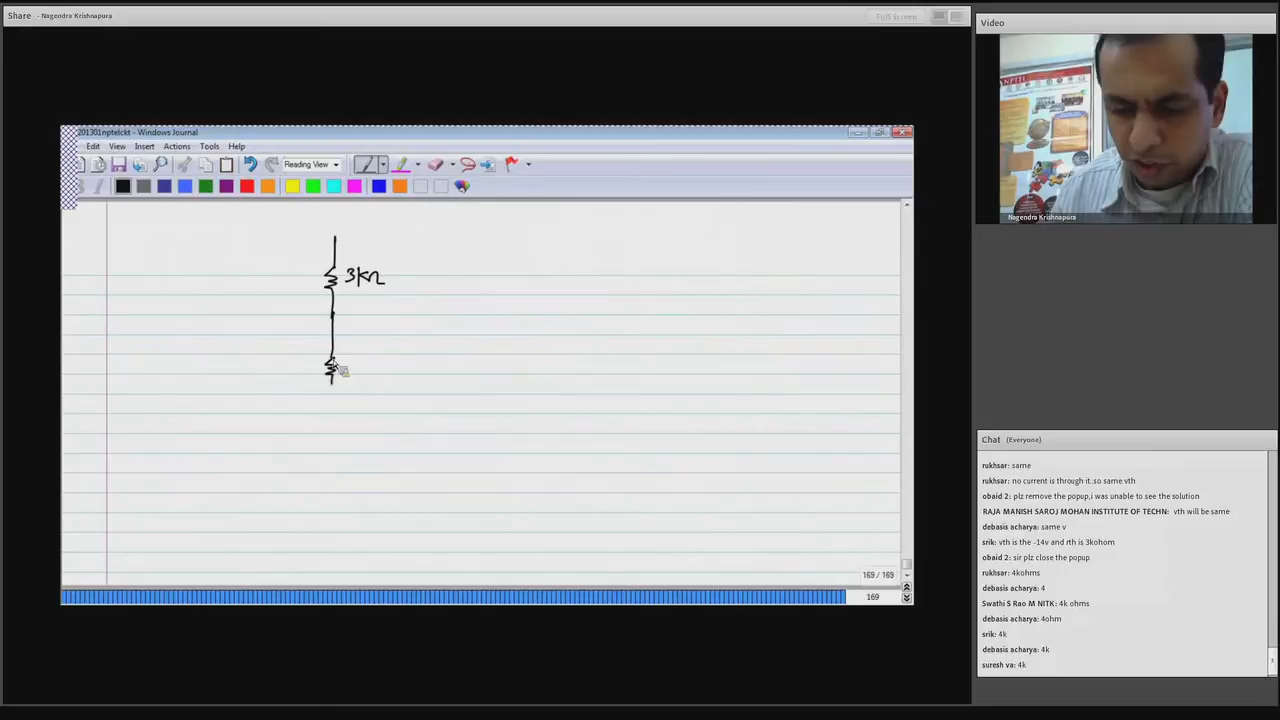 Share - Nagendra Krishnapura
Full Screen
Video
201301nptelckt - Windows Journal
Edit View Insert Actions Tools Help
Reading View
NPTEL
Nagendra Krishnapura
3kΩ
169 / 169
169
Chat (Everyone)
rukhsar: same
rukhsar: no current is through it..so same vth
obaid 2: plz remove the popup,i was unable to see the solution
RAJA MANISH SAROJ MOHAN INSTITUTE OF TECHN: vth will be same
debasis acharya: same v
srik: vth is the -14v and rth is 3kohom
obaid 2: sir plz close the popup
rukhsar: 4kohms
debasis acharya: 4
Swathi S Rao M NITK: 4k ohms
debasis acharya: 4ohm
srik: 4k
debasis acharya: 4k
suresh va: 4k